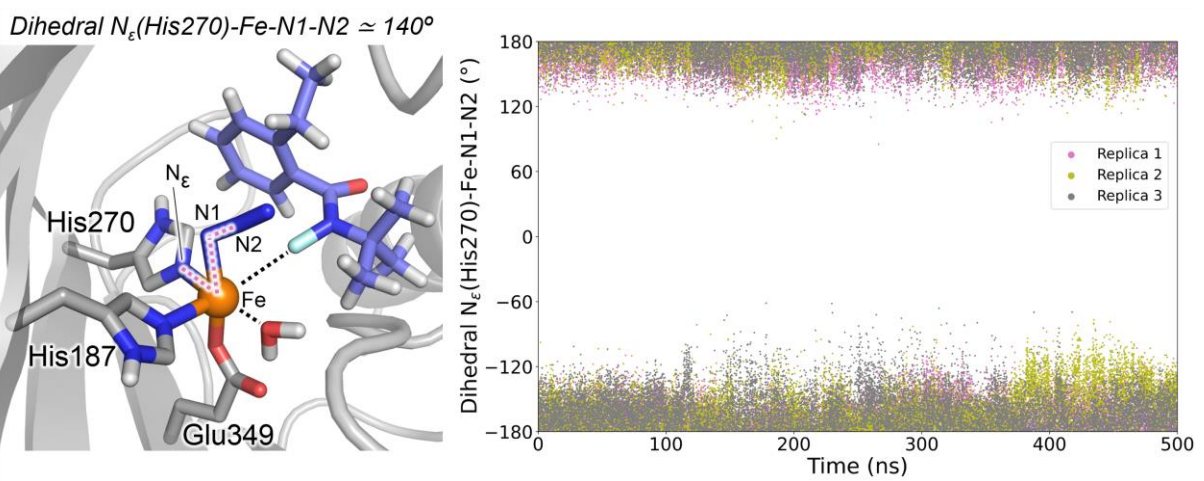 Dihedral Nε(His270)-Fe-N1-N2 ≃ 140º
Nε
N1
His270
N2
Fe
His187
Glu349
Dihedral Nε(His270)-Fe-N1-N2 (°)
180
120
60
0
−60
−120
−180
Replica 1
Replica 2
Replica 3
0
100
200
300
400
500
Time (ns)